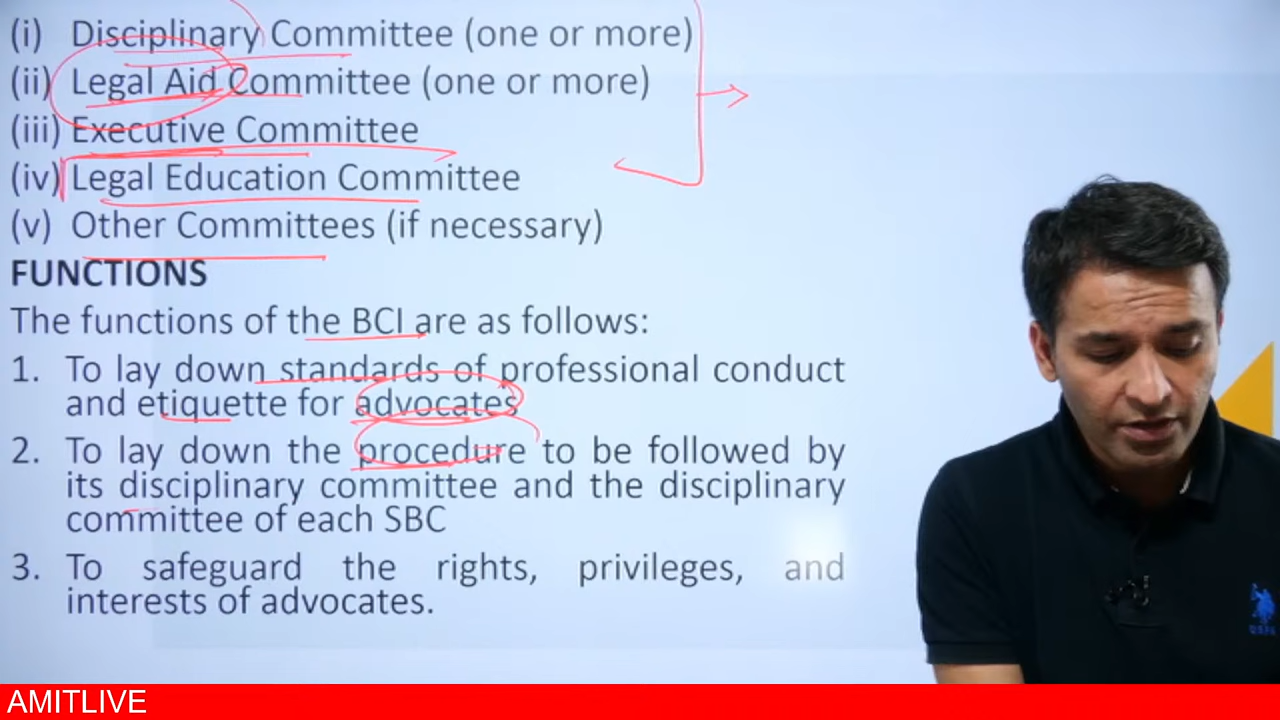 (i) Disciplinary Committee (one or more)
(ii) Legal Aid Committee (one or more)
(iii) Executive Committee
(iv) Legal Education Committee
(v) Other Committees (if necessary)
FUNCTIONS
The functions of the BCI are as follows:
1. To lay down standards of professional conduct
and etiquette for advocates
2. To lay down the procedure to be followed by
its disciplinary committee and the disciplinary
committee of each SBC
3. To safeguard the rights, privileges, and
interests of advocates.
AMITLIVE